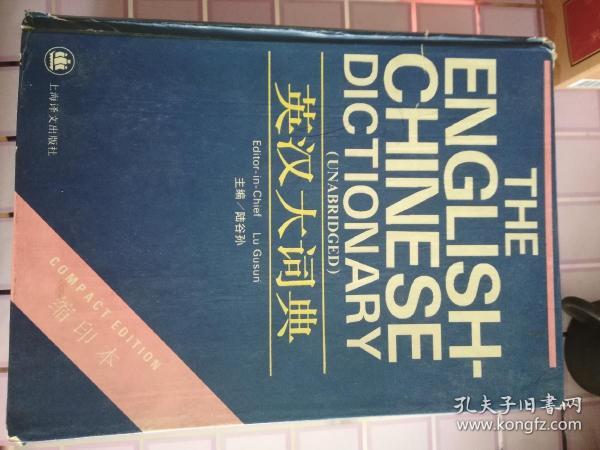 THE
ENGLISH-
CHINESE
DICTIONARY
(UNABRIDGED)
英汉大词典
Editor-in-Chief Lu Gusun
主编／陆谷孙
COMPACT EDITION
缩印本
上海译文出版社
孔夫子旧书网
www.kongfz.com